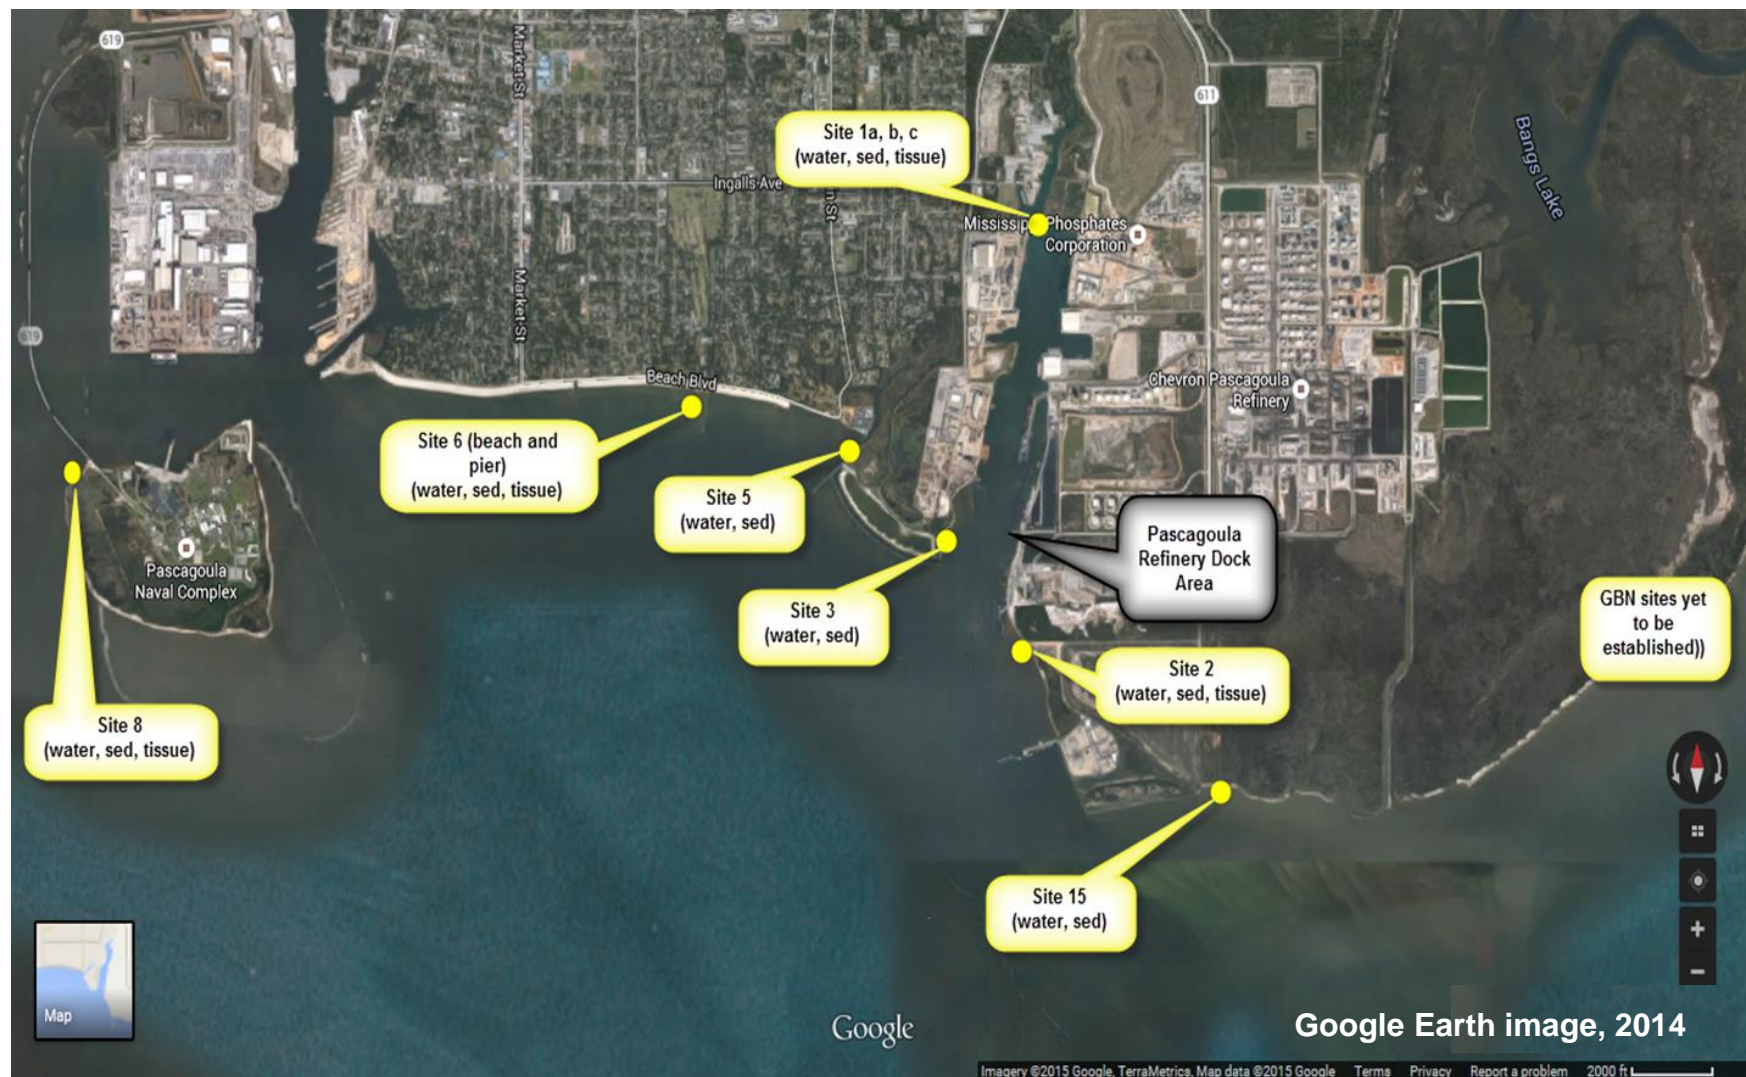 619
Market St
611
Site 1a, b, c
(water, sed, tissue)
Ingalls Ave
n St
Bangs Lake
Mississip Phosphates
Corporation
619
Market St
Beach Blvd
Chevron Pascagoula
Refinery
Site 6 (beach and
pier)
(water, sed, tissue)
Site 5
(water, sed)
Pascagoula
Refinery Dock
Area
Pascagoula
Naval Complex
Site 3
(water, sed)
GBN sites yet
to be
established))
Site 2
(water, sed, tissue)
Site 8
(water, sed, tissue)
Site 15
(water, sed)
Map
Google
Google Earth image, 2014
Imagery ©2015 Google, TerraMetrics, Map data ©2015 Google Terms Privacy Report a problem 2000 ft